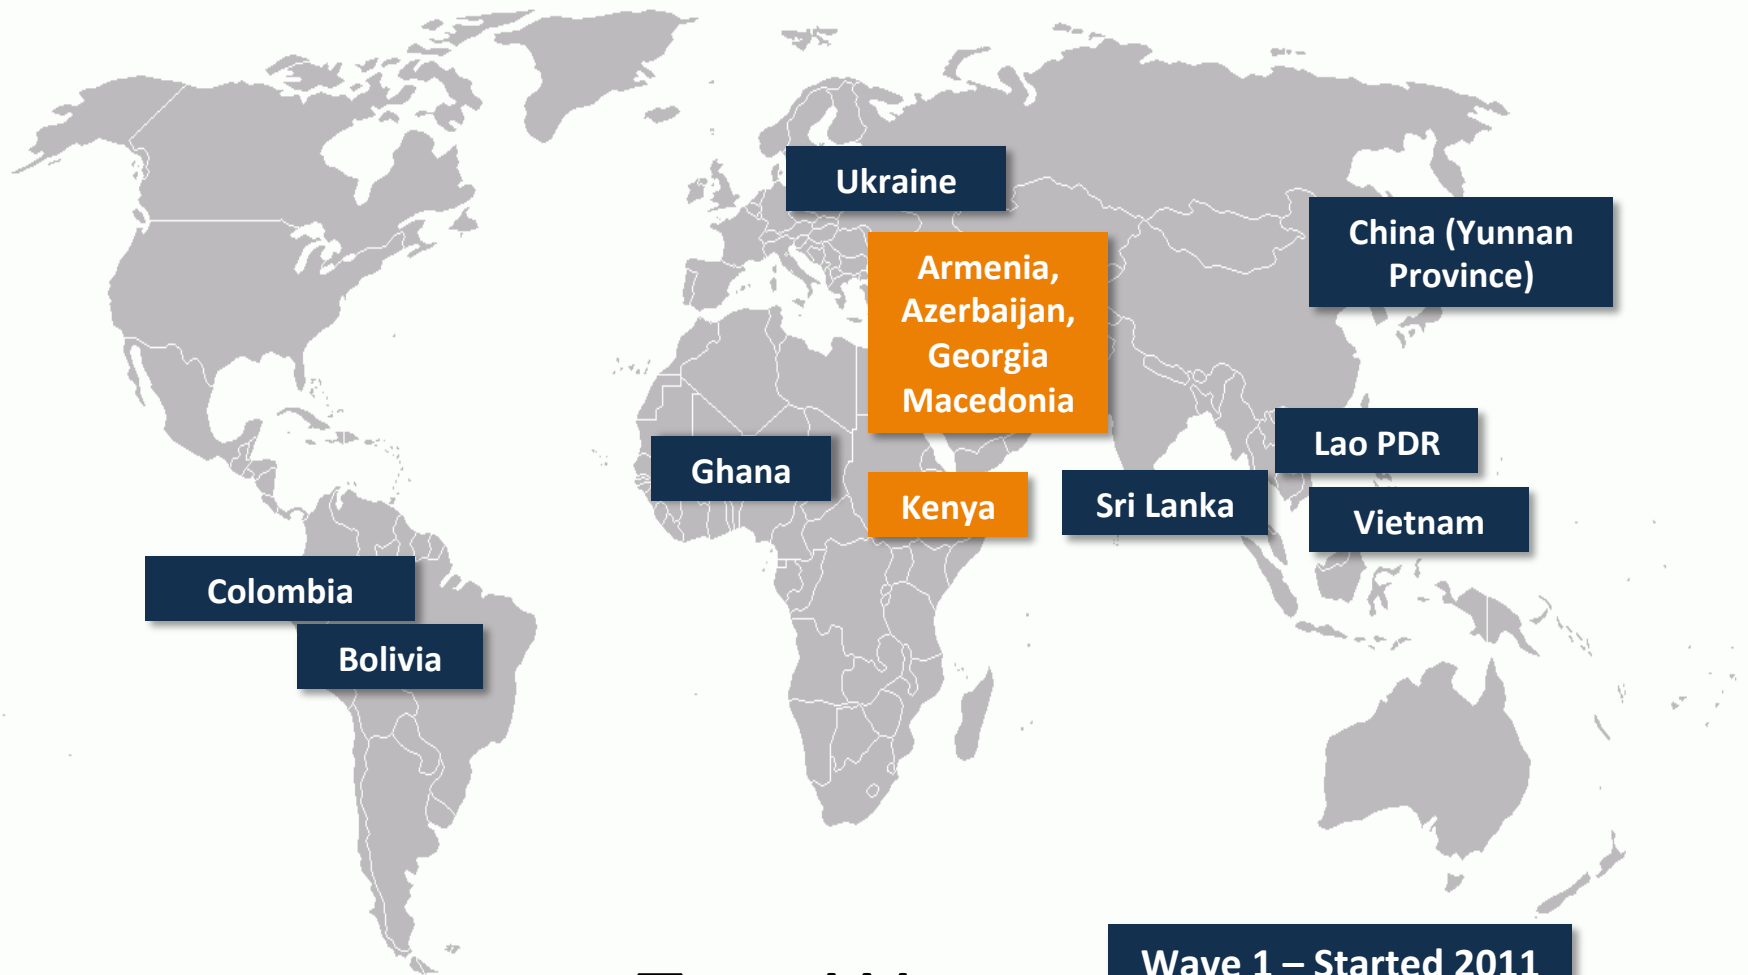 Ukraine
China (Yunnan
Province)
Armenia,
Azerbaijan,
Georgia
Macedonia
Lao PDR
Ghana
Kenya
Sri Lanka
Vietnam
Colombia
Bolivia
Wave 1 – Started 2011